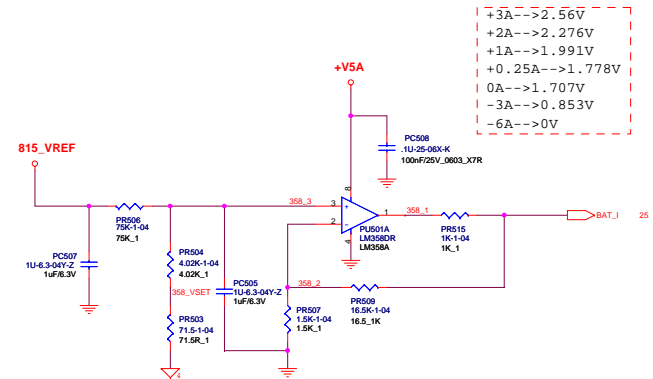 +3A-->2.56V
+2A-->2.276V
+1A-->1.991V
+0.25A-->1.778V
0A-->1.707V
-3A-->0.853V
-6A-->0V
+V5A
815_VREF
PC508
.1U-25-06X-K
100nF/25V_0603_X7R
8
358_3
3
+
1
358_1
2
-
4
PU501A
LM358DR
LM358A
PR515
1K-1-04
1K_1
BAT_I
25
PR506
75K-1-04
75K_1
PC507
1U-6.3-04Y-Z
1uF/6.3V
PR504
4.02K-1-04
4.02K_1
358_VSET
PC505
1U-6.3-04Y-Z
1uF/6.3V
358_2
PR507
1.5K-1-04
1.5K_1
PR509
16.5K-1-04
16.5_1K
PR503
71.5-1-04
71.5R_1